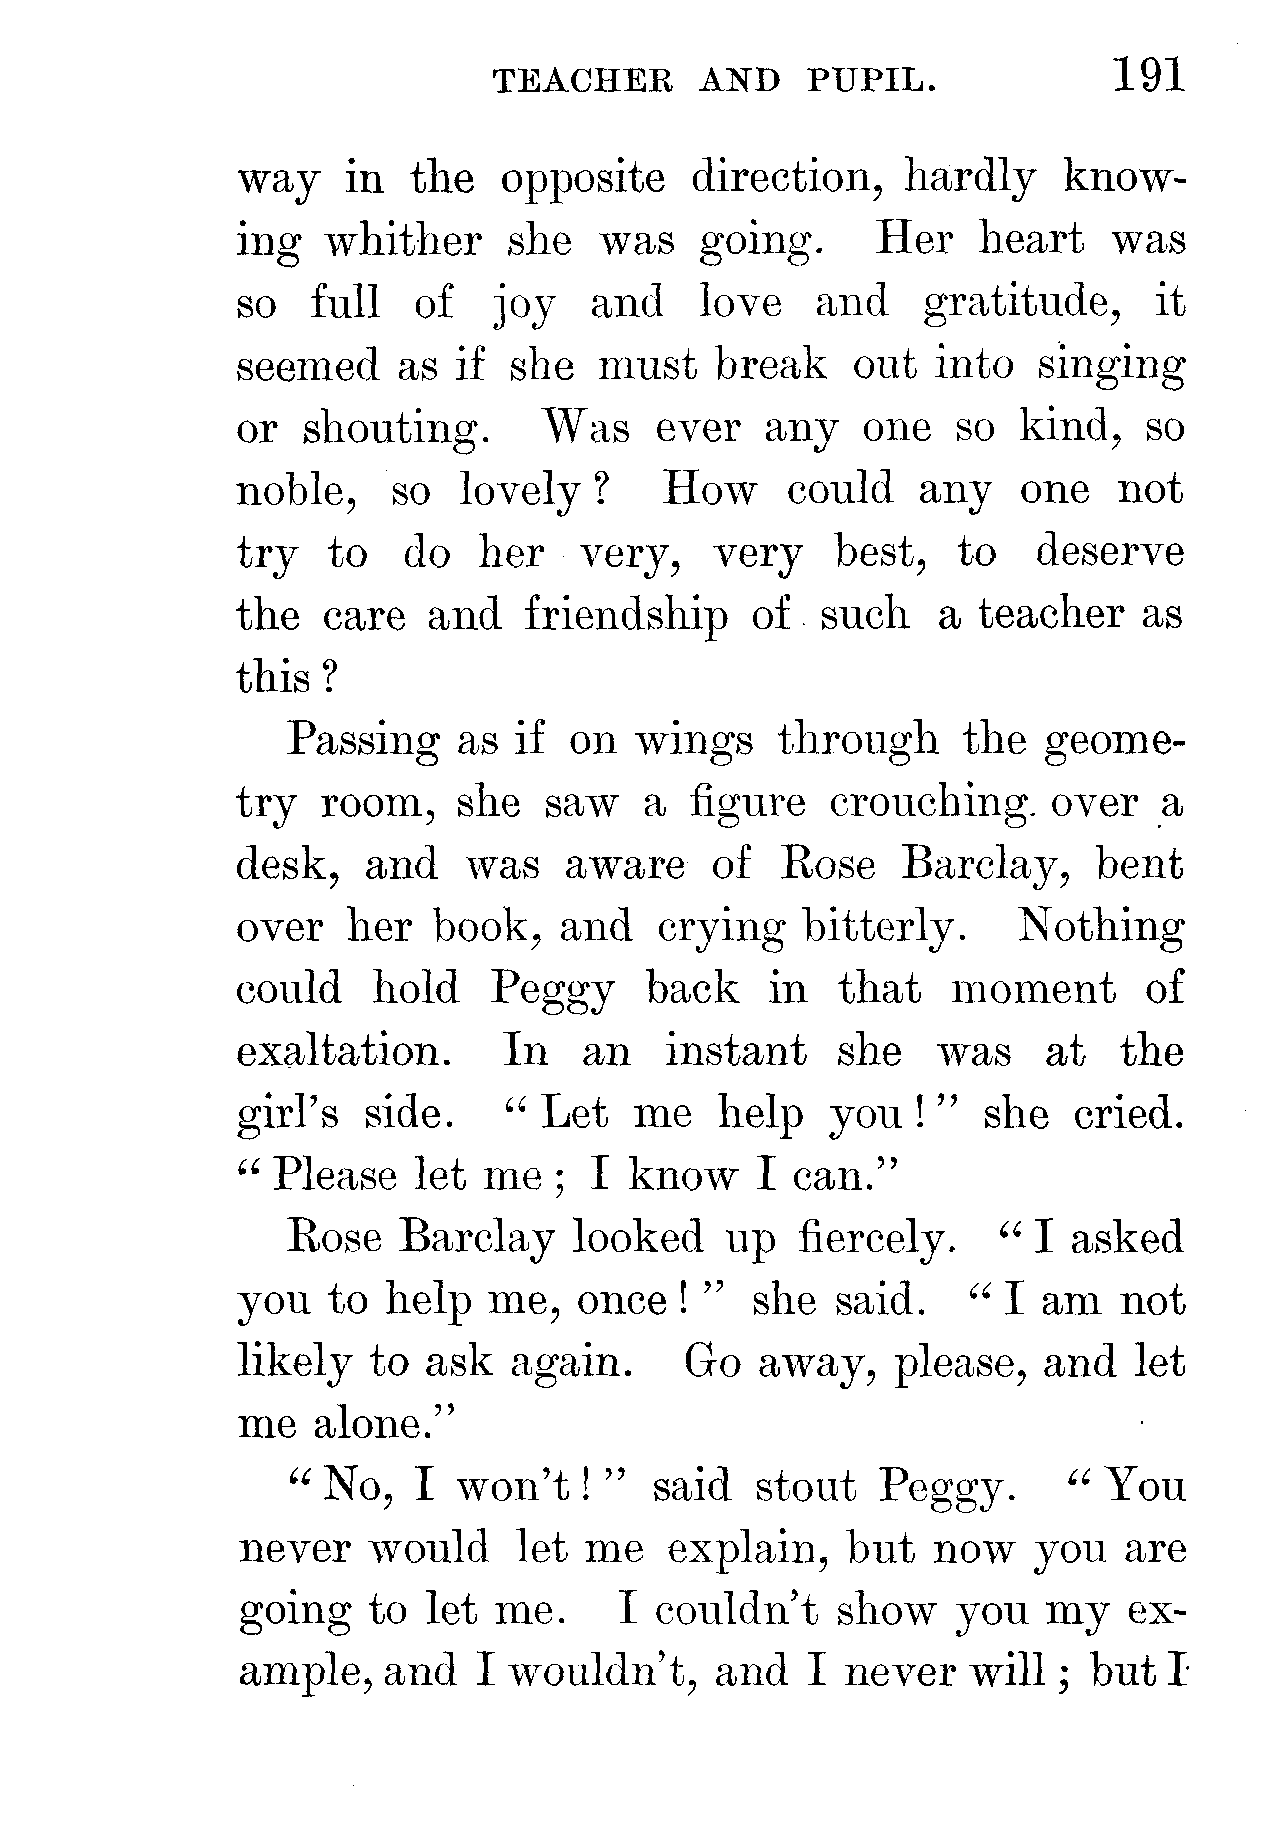 TEACHER AND PUPIL. 191
way in the opposite direction, hardly know-
ing whither she was going. Her heart was
so full of joy and love and gratitude, it
seemed as if she must break out into singing
or shouting. Was ever any one so kind, so
noble, so lovely? How could any one not
try to do her very, very best, to deserve
the care and friendship of such a teacher as
this?
Passing as if on wings through the geome-
try room, she saw a figure crouching over a
desk, and was aware of Rose Barclay, bent
over her book, and crying bitterly. Nothing
could hold Peggy back in that moment of
exaltation. In an instant she was at the
girl's side. "Let me help you!" she cried.
"Please let me; I know I can."
Rose Barclay looked up fiercely. "I asked
you to help me, once!" she said. "I am not
likely to ask again. Go away, please, and let
me alone."
"No, I won't!" said stout Peggy. "You
never would let me explain, but now you are
going to let me. I couldn't show you my ex-
ample, and I wouldn't, and I never will; but I